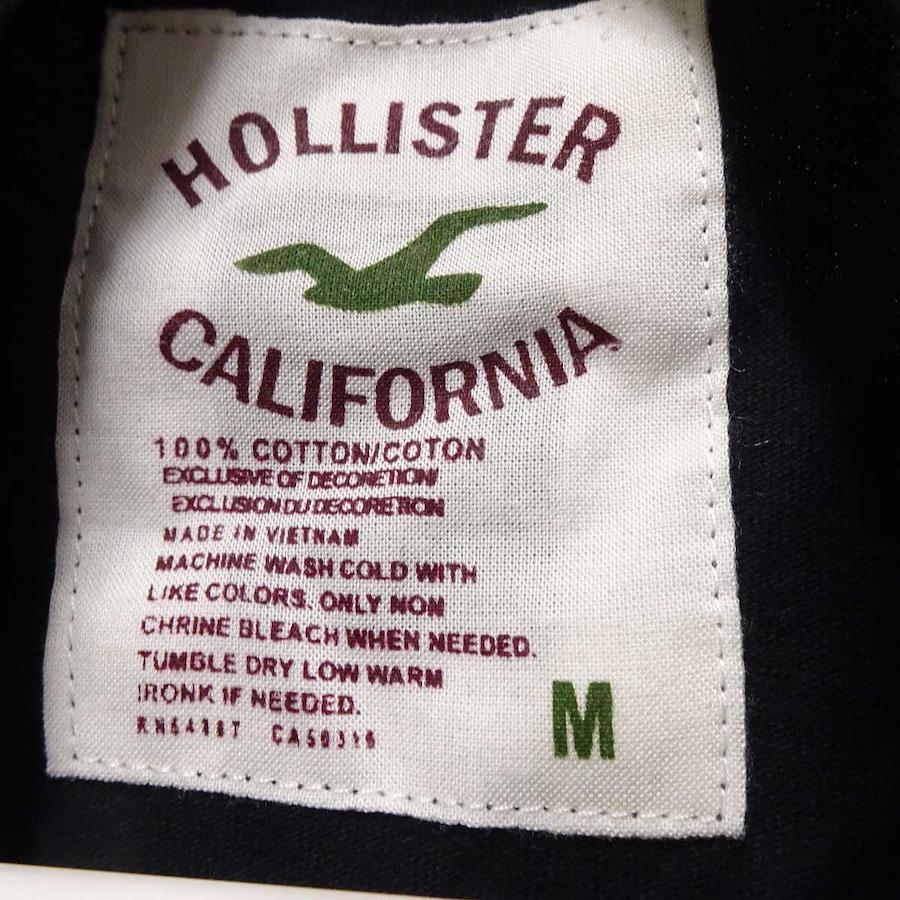 HOLLISTER
CALIFORNIA
100% COTTON/COTON
EXCLUSIVE OF DECORETION/
EXCLUSION DU DECORETION
MADE IN VIETNAM
MACHINE WASH COLD WITH
LIKE COLORS. ONLY NON
CHRINE BLEACH WHEN NEEDED.
TUMBLE DRY LOW WARM
IRONK IF NEEDED.
CA50316
M